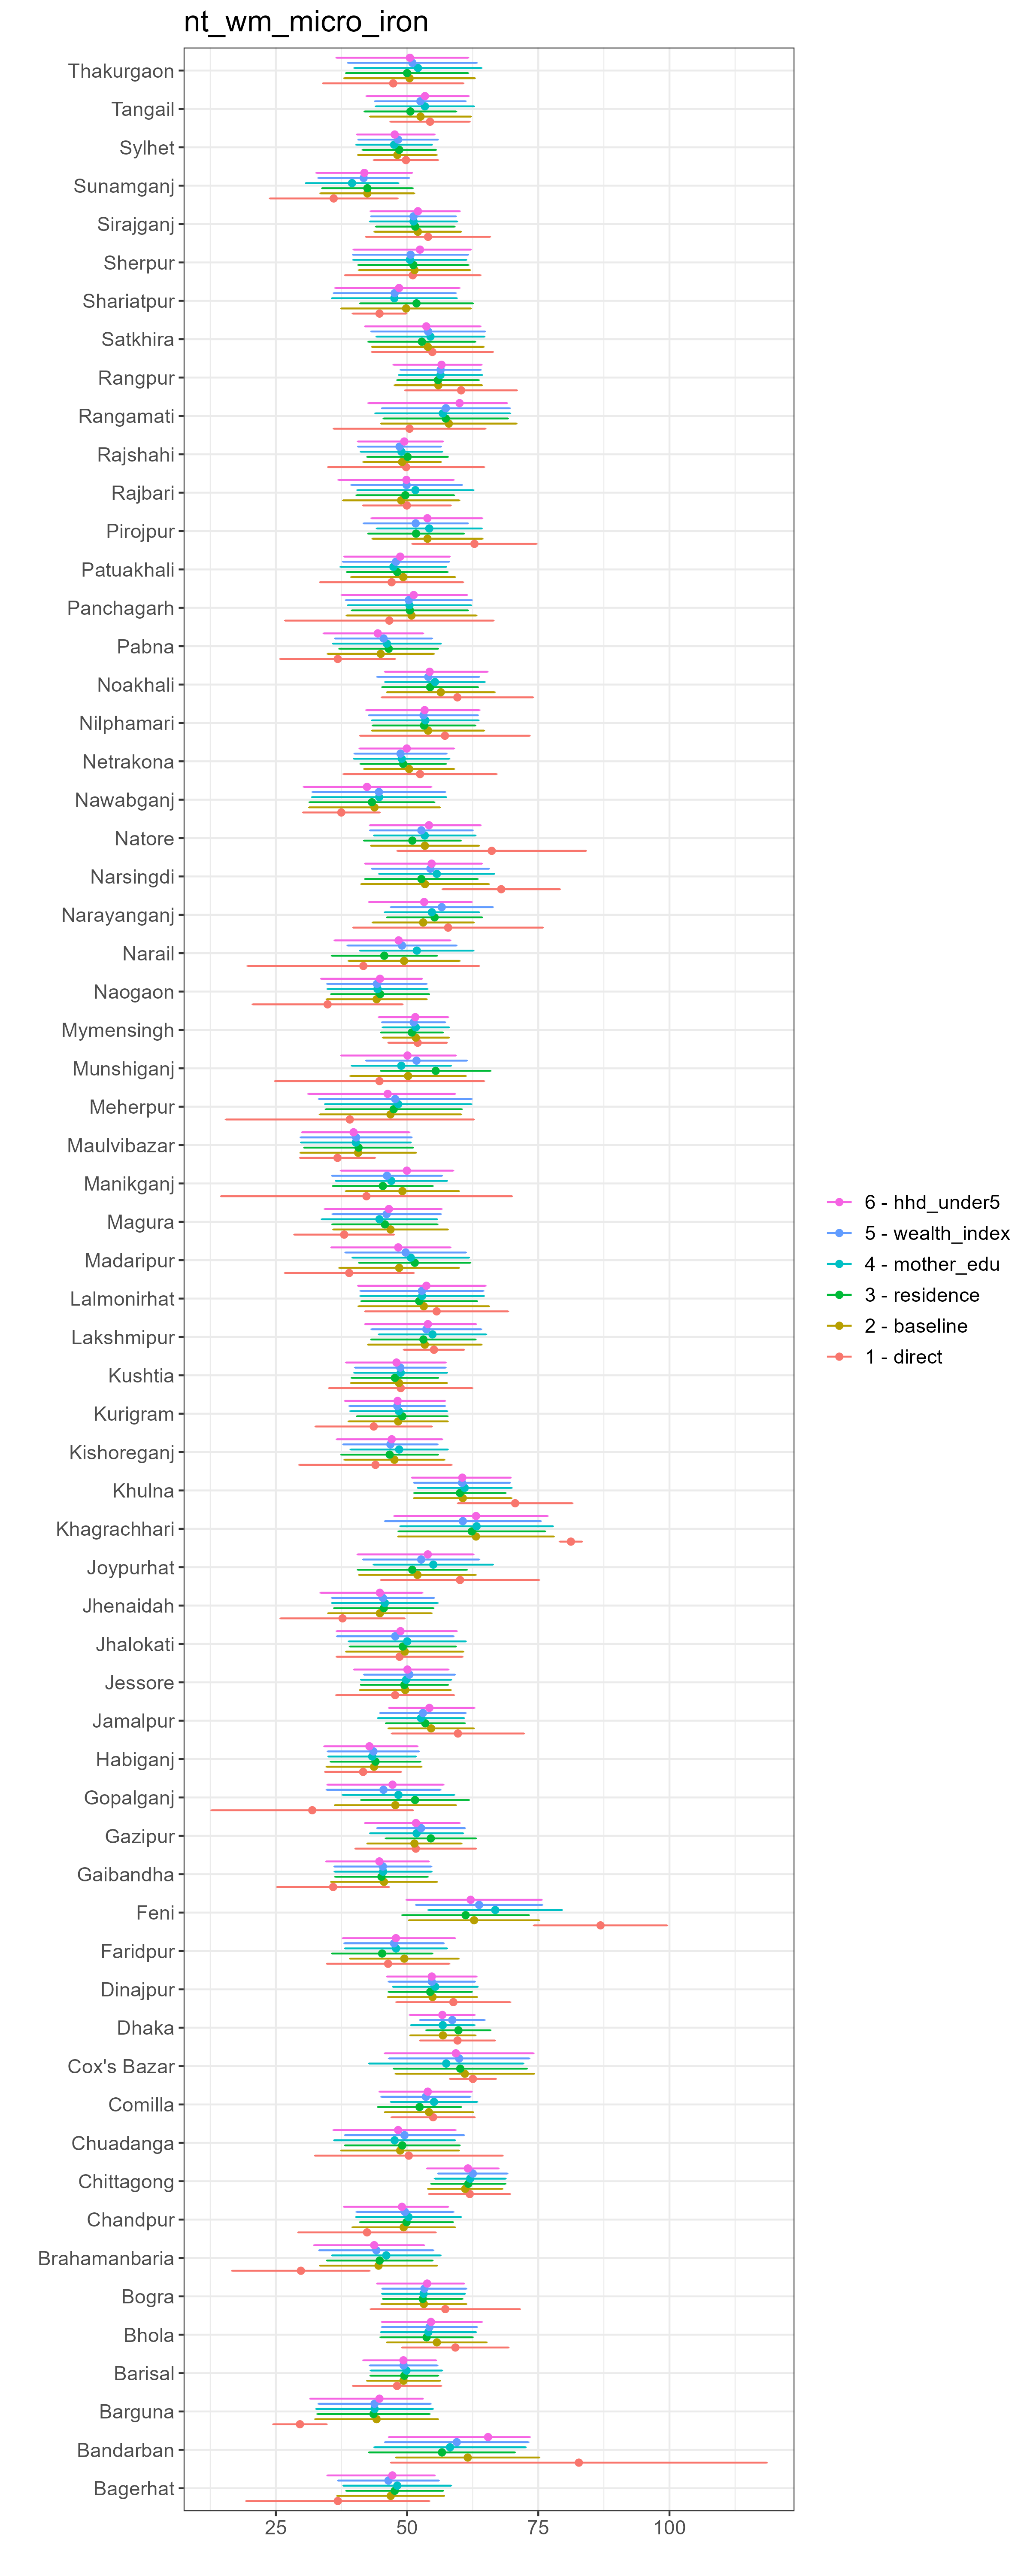 nt_wm_micro_iron
Thakurgaon
Tangail
Sylhet
Sunamganj
Sirajganj
Sherpur
Shariatpur
Satkhira
Rangpur
Rangamati
Rajshahi
Rajbari
Pirojpur
Patuakhali
Panchagarh
Pabna
Noakhali
Nilphamari
Netrakona
Nawabganj
Natore
Narsingdi
Narayanganj
Narail
Naogaon
Mymensingh
Munshiganj
Meherpur
Maulvibazar
Manikganj
Magura
Madaripur
Lalmonirhat
Lakshmipur
Kushtia
Kurigram
Kishoreganj
Khulna
Khagrachhari
Joypurhat
Jhenaidah
Jhalokati
Jessore
Jamalpur
Habiganj
Gopalganj
Gazipur
Gaibandha
Feni
Faridpur
Dinajpur
Dhaka
Cox's Bazar
Comilla
Chuadanga
Chittagong
Chandpur
Brahamanbaria
Bogra
Bhola
Barisal
Barguna
Bandarban
Bagerhat
25 50 75 100
6 - hhd_under5
5 - wealth_index
4 - mother_edu
3 - residence
2 - baseline
1 - direct